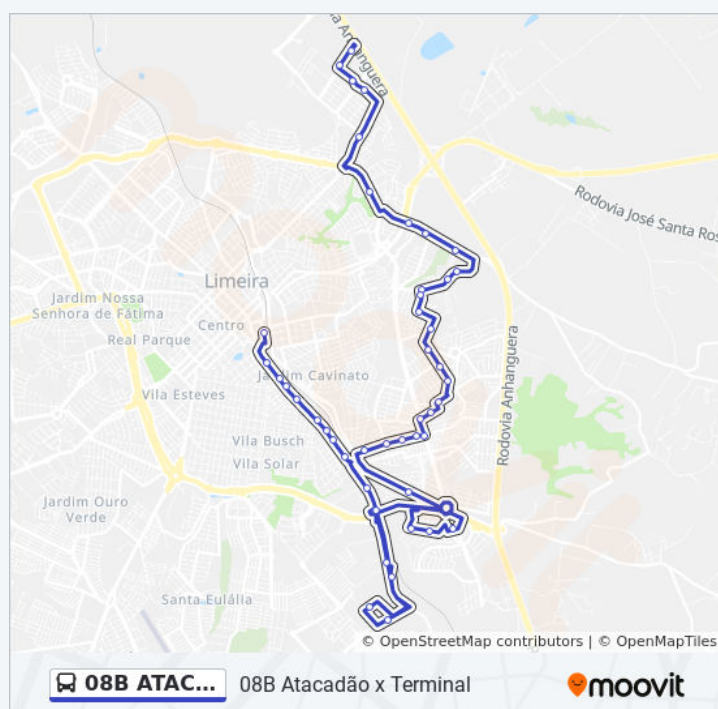 Anhanguera
Rodovia José Santa Ros
Limeira
Jardim Nossa
Senhora de Fátima
Centro
Real Parque
Jardim Cavinato
Vila Esteves
Rodovia Anhanguera
Vila Busch
Vila Solar
Jardim Ouro
Verde
Santa Eulália
© OpenStreetMap contributors | © OpenMapTiles
08B ATAC...
08B Atacadão x Terminal
moovit